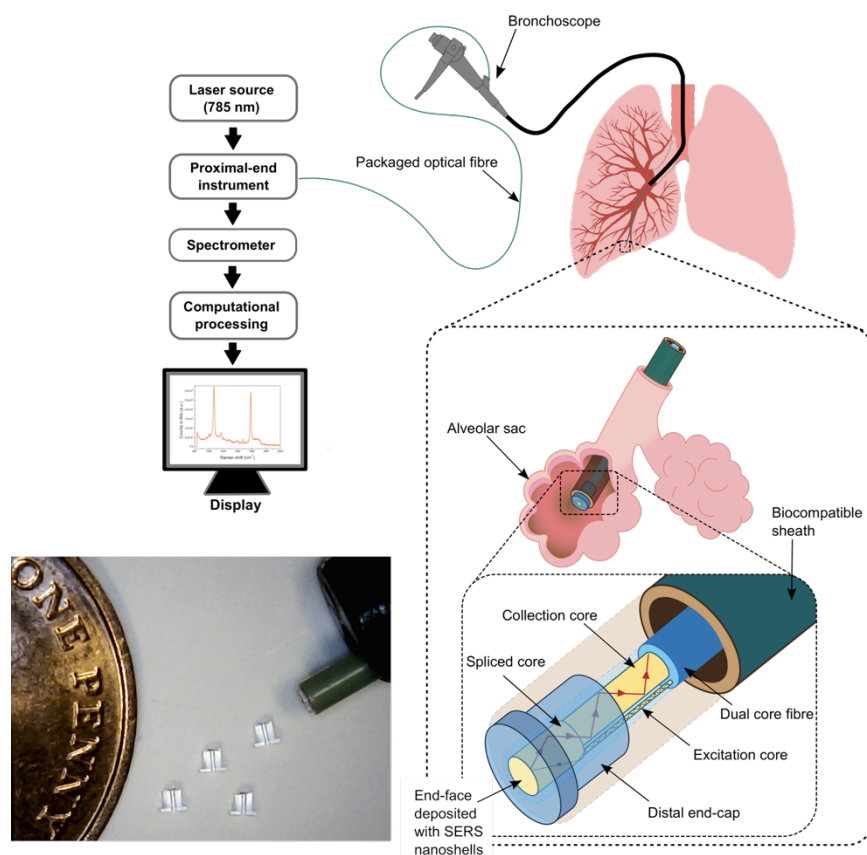 Bronchoscope
Laser source
(785 nm)
Proximal-end
instrument
Packaged optical fibre
Spectrometer
Computational
processing
Raman shift (cm⁻¹)
Display
Alveolar sac
Biocompatible
sheath
Collection core
Spliced core
Dual core fibre
Excitation core
Distal end-cap
End-face
deposited
with SERS
nanoshells
ONE PENNY